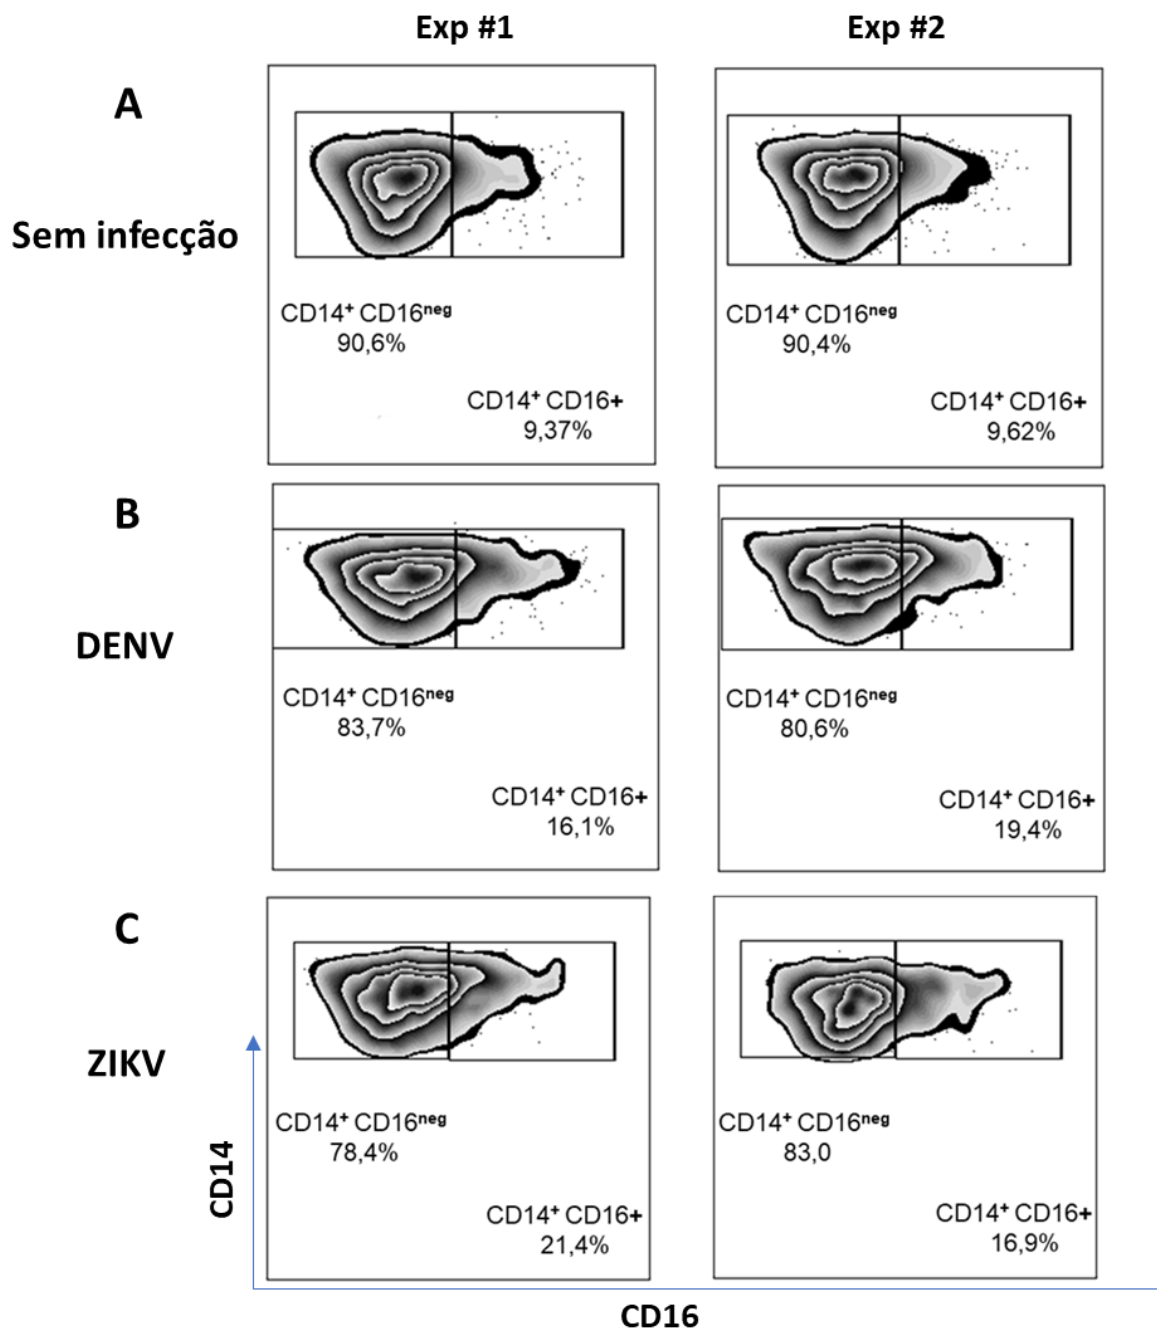 Exp #1
Exp #2
A
Sem infecção
CD14⁺ CD16ⁿᵉᵍ
90,6%
CD14⁺ CD16+
9,37%
CD14⁺ CD16ⁿᵉᵍ
90,4%
CD14⁺ CD16+
9,62%
B
DENV
CD14⁺ CD16ⁿᵉᵍ
83,7%
CD14⁺ CD16+
16,1%
CD14⁺ CD16ⁿᵉᵍ
80,6%
CD14⁺ CD16+
19,4%
C
ZIKV
CD14⁺ CD16ⁿᵉᵍ
78,4%
CD14⁺ CD16+
21,4%
CD14⁺ CD16ⁿᵉᵍ
83,0
CD14⁺ CD16+
16,9%
CD14
CD16